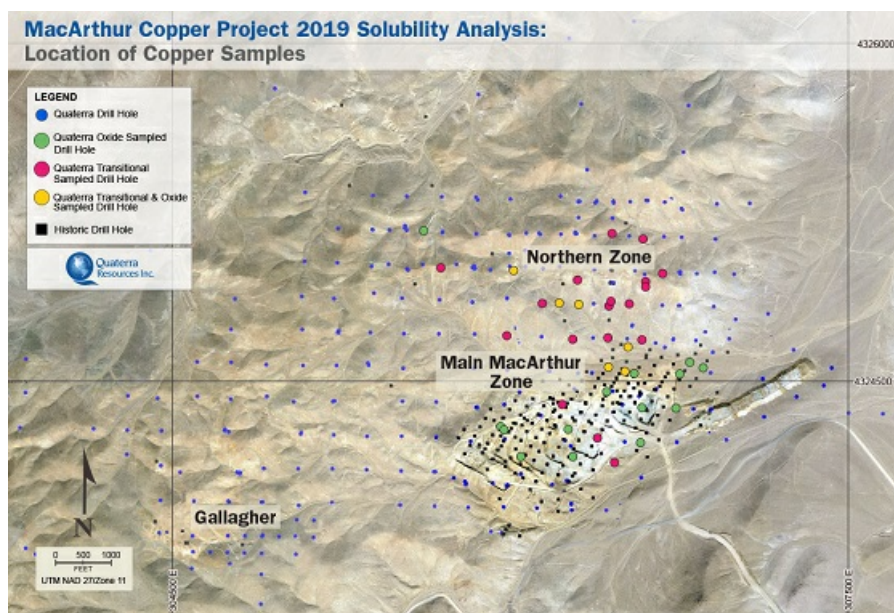 MacArthur Copper Project 2019 Solubility Analysis:
Location of Copper Samples
4326000
LEGEND
Quaterra Drill Hole
Quaterra Oxide Sampled
Drill Hole
Quaterra Transitional
Sampled Drill Hole
Quaterra Transitional & Oxide
Sampled Drill Hole
Historic Drill Hole
Quaterra
Resources Inc.
Northern Zone
Main MacArthur
Zone
4324500
Gallagher
N
0 500 1000
FEET
UTM NAD 27/Zone 11
304500 E
307500 E